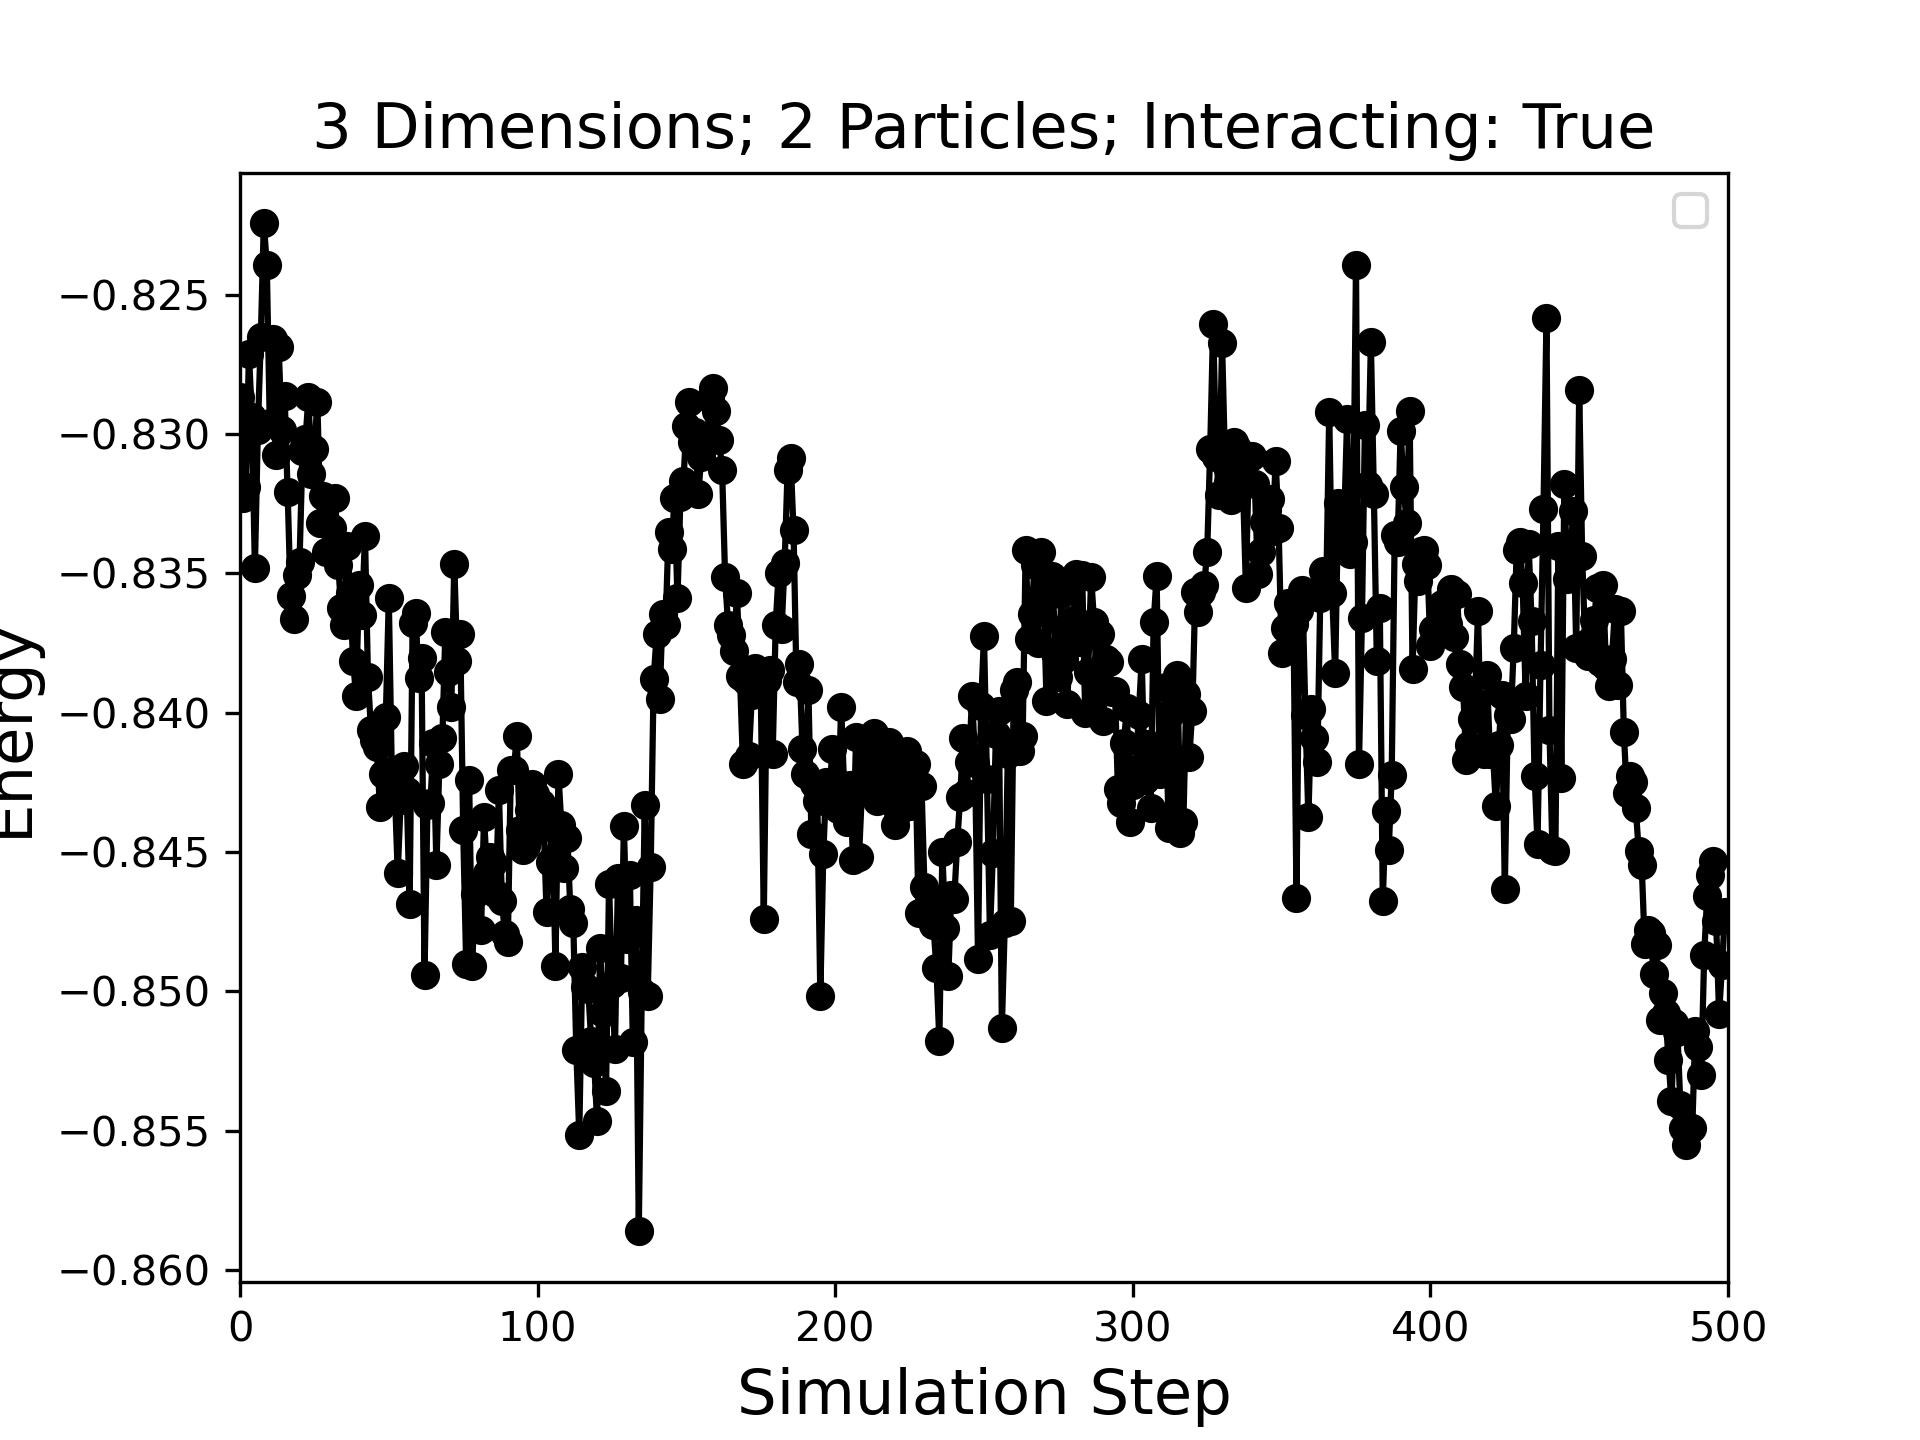 3 Dimensions; 2 Particles; Interacting: True
Energy
−0.825
−0.830
−0.835
−0.840
−0.845
−0.850
−0.855
−0.860
0 100 200 300 400 500
Simulation Step